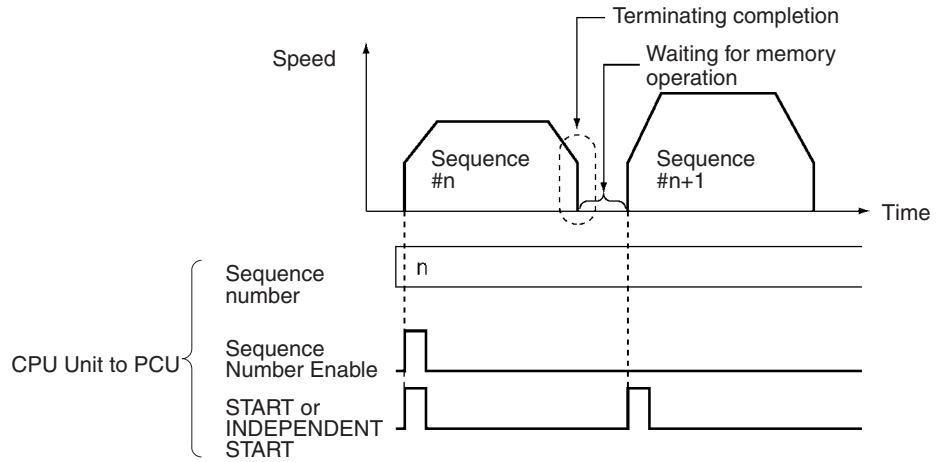 Terminating completion
Waiting for memory
operation
Speed
Sequence
#n
Sequence
#n+1
Time
Sequence
number
n
CPU Unit to PCU
Sequence
Number Enable
START or
INDEPENDENT
START